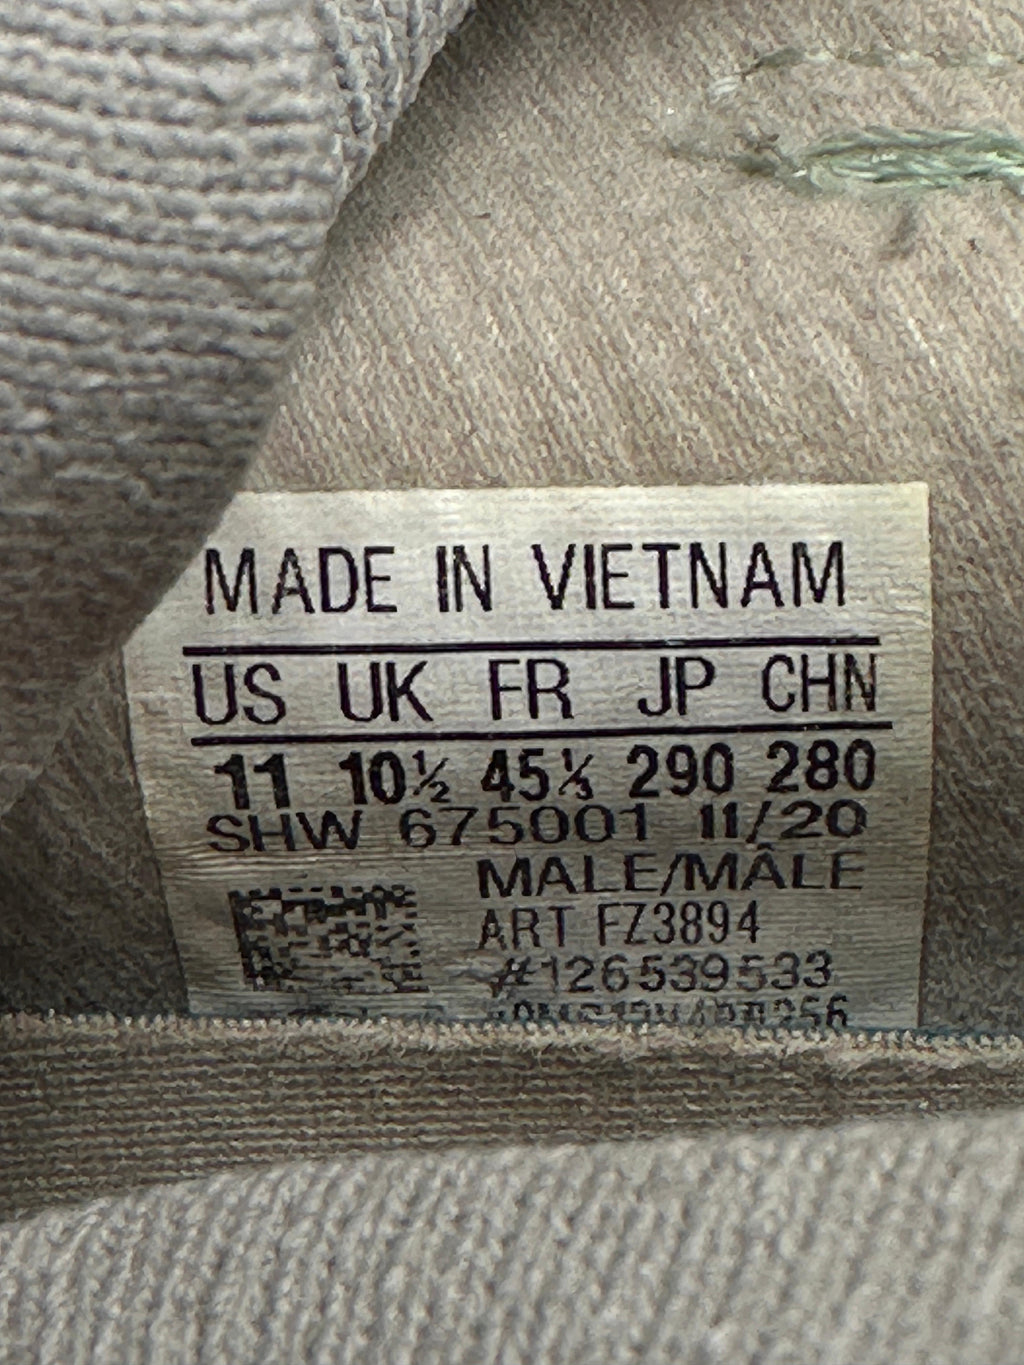 MADE IN VIETNAM
US UK FR JP CHN
11 10½ 45⅓ 290 280
SHW 675001 11/20
MALE/MÂLE
ART FZ3894
#126539533